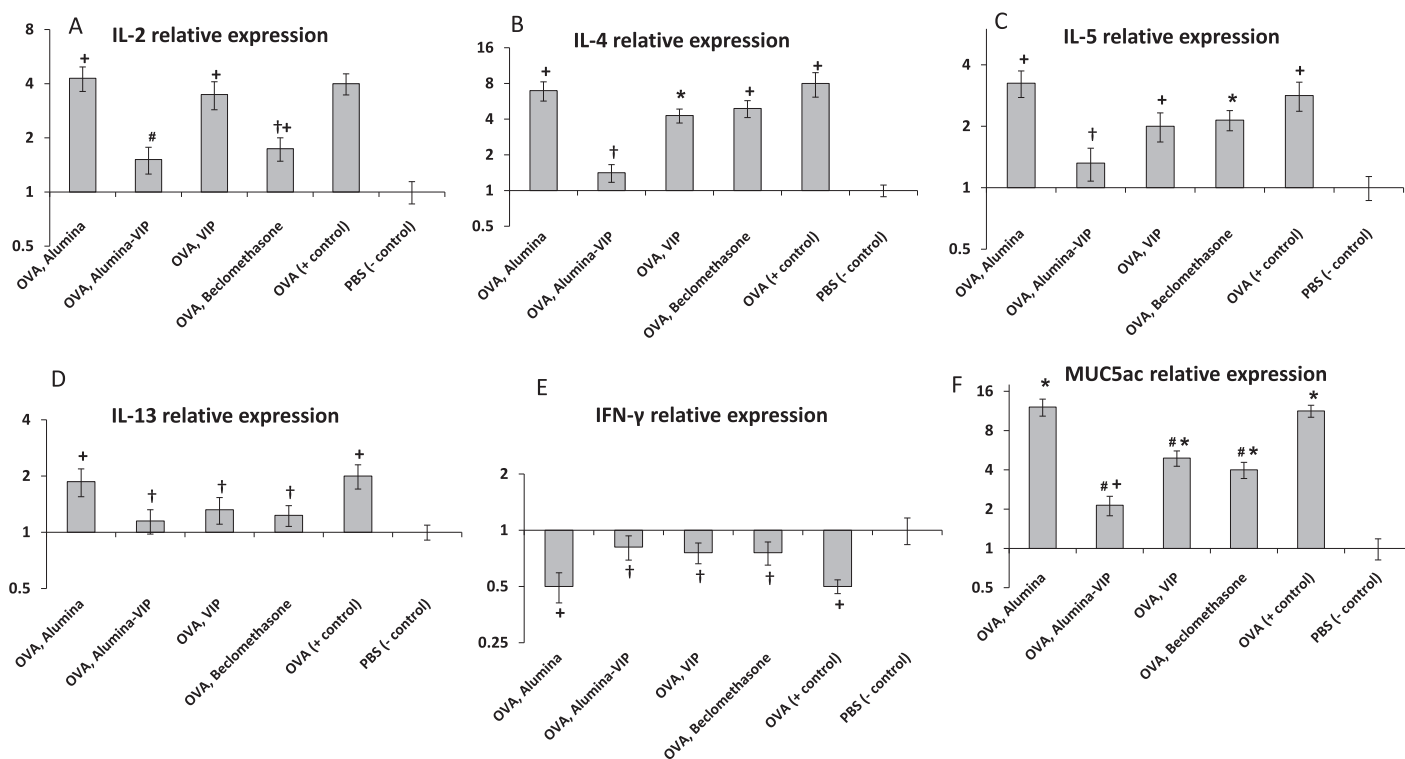 A
IL-2 relative expression
8
4
2
1
0.5
+
#
+
†+
OVA, Alumina
OVA, Alumina-VIP
OVA, VIP
OVA, Beclomethasone
OVA (+ control)
PBS (- control)
B
IL-4 relative expression
16
8
4
2
1
0.5
+
†
*
+
+
OVA, Alumina
OVA, Alumina-VIP
OVA, VIP
OVA, Beclomethasone
OVA (+ control)
PBS (- control)
C
IL-5 relative expression
4
2
1
0.5
+
†
+
*
+
OVA, Alumina
OVA, Alumina-VIP
OVA, VIP
OVA, Beclomethasone
OVA (+ control)
PBS (- control)
D
IL-13 relative expression
4
2
1
0.5
+
†
†
†
+
OVA, Alumina
OVA, Alumina-VIP
OVA, VIP
OVA, Beclomethasone
OVA (+ control)
PBS (- control)
E
IFN-γ relative expression
2
1
0.5
0.25
+
†
†
†
+
OVA, Alumina
OVA, Alumina-VIP
OVA, VIP
OVA, Beclomethasone
OVA (+ control)
PBS (- control)
F
MUC5ac relative expression
16
8
4
2
1
0.5
*
# +
# *
# *
*
OVA, Alumina
OVA, Alumina-VIP
OVA, VIP
OVA, Beclomethasone
OVA (+ control)
PBS (- control)